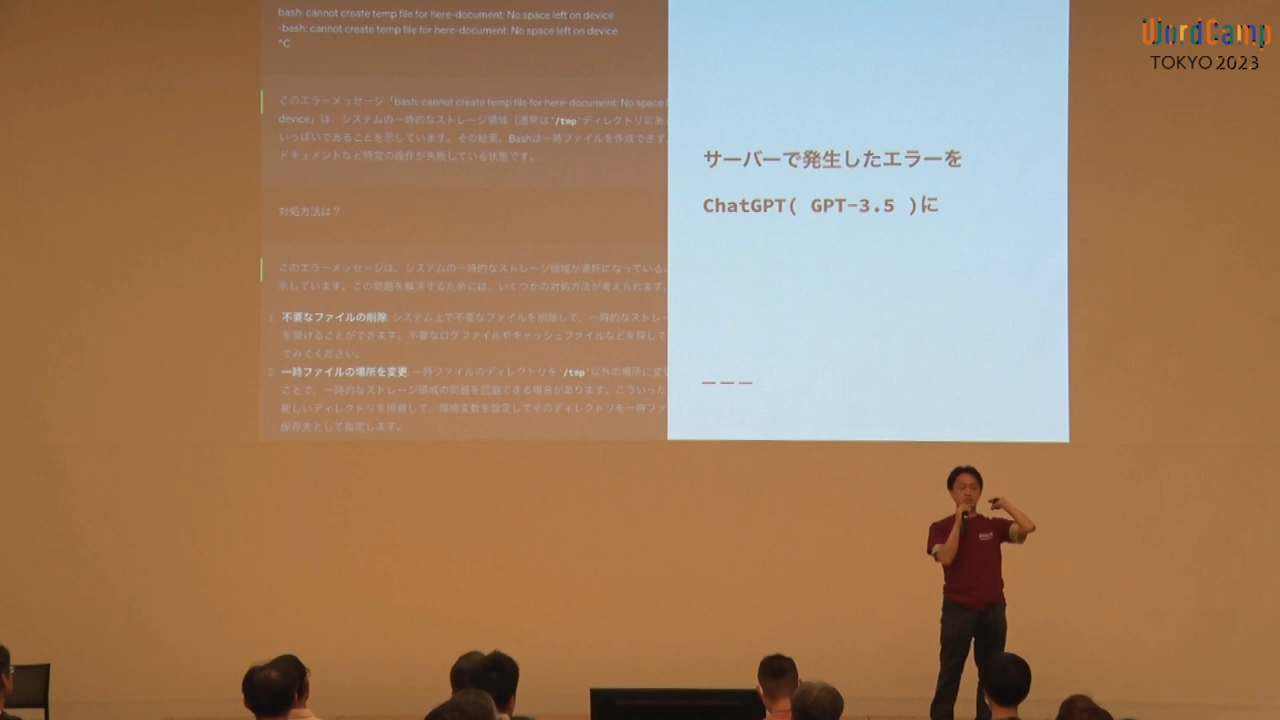 bash: cannot create temp file for here-document: No space left on device
-bash: cannot create temp file for here-document: No space left on device
^C
このエラーメッセージ「bash: cannot create temp file for here-document: No space l
device」は、システムの一時的なストレージ領域（通常は`/tmp`ディレクトリにあ
いっぱいであることを示しています。その結果、Bashは一時ファイルを作成できず、
ドキュメントなど特定の操作が失敗している状態です。
対処方法は？
このエラーメッセージは、システムの一時的なストレージ領域が満杯になっている
示しています。この問題を解決するためには、いくつかの対処方法が考えられます。
1. 不要なファイルの削除: システム上で不要なファイルを削除して、一時的なストレー
を開けることができます。不要なログファイルやキャッシュファイルなどを探して
てみてください。
2. 一時ファイルの場所を変更: 一時ファイルのディレクトリを`/tmp`以外の場所に変更
ことで、一時的なストレージ領域の問題を回避できる場合があります。こういった
新しいディレクトリを用意して、環境変数を設定してそのディレクトリを一時ファ
保存先として指定します。
サーバーで発生したエラーを
ChatGPT( GPT-3.5 )に
WordCamp
TOKYO 2023